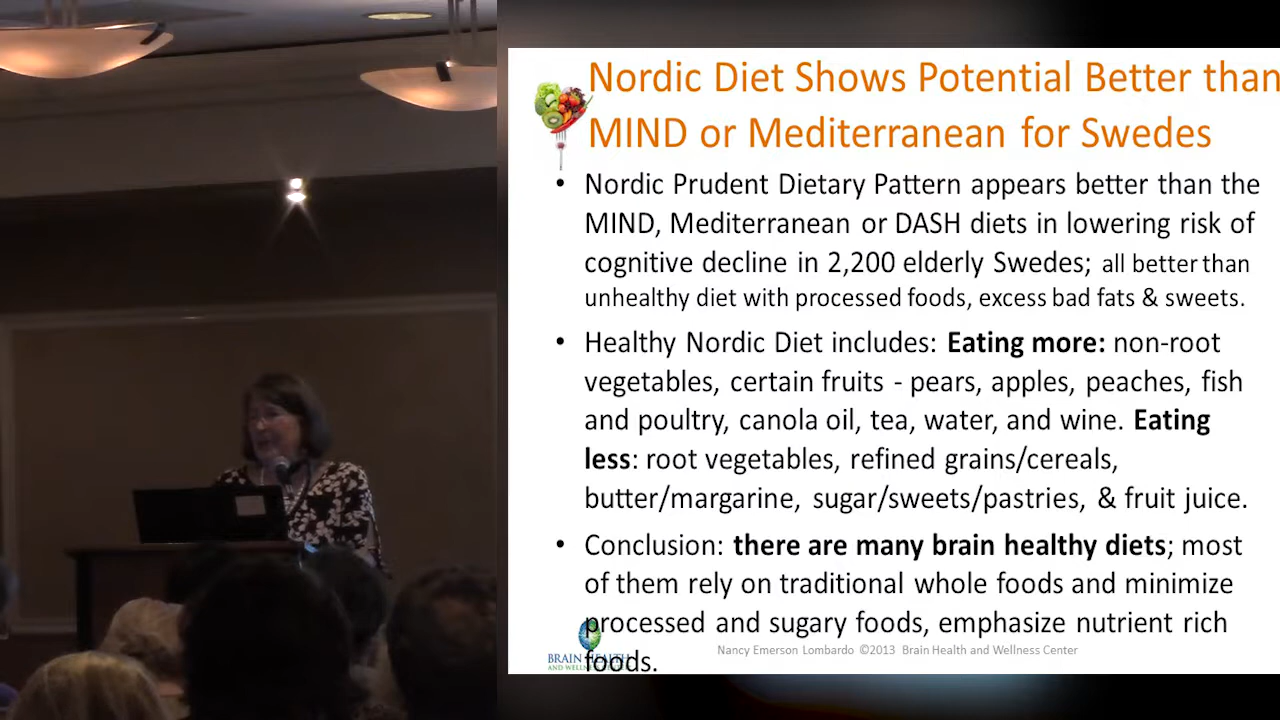 Nordic Diet Shows Potential Better than
MIND or Mediterranean for Swedes
• Nordic Prudent Dietary Pattern appears better than the
MIND, Mediterranean or DASH diets in lowering risk of
cognitive decline in 2,200 elderly Swedes; all better than
unhealthy diet with processed foods, excess bad fats & sweets.
• Healthy Nordic Diet includes: Eating more: non-root
vegetables, certain fruits - pears, apples, peaches, fish
and poultry, canola oil, tea, water, and wine. Eating
less: root vegetables, refined grains/cereals,
butter/margarine, sugar/sweets/pastries, & fruit juice.
• Conclusion: there are many brain healthy diets; most
of them rely on traditional whole foods and minimize
processed and sugary foods, emphasize nutrient rich
foods.
Nancy Emerson Lombardo ©2013 Brain Health and Wellness Center
BRAIN HEALTH